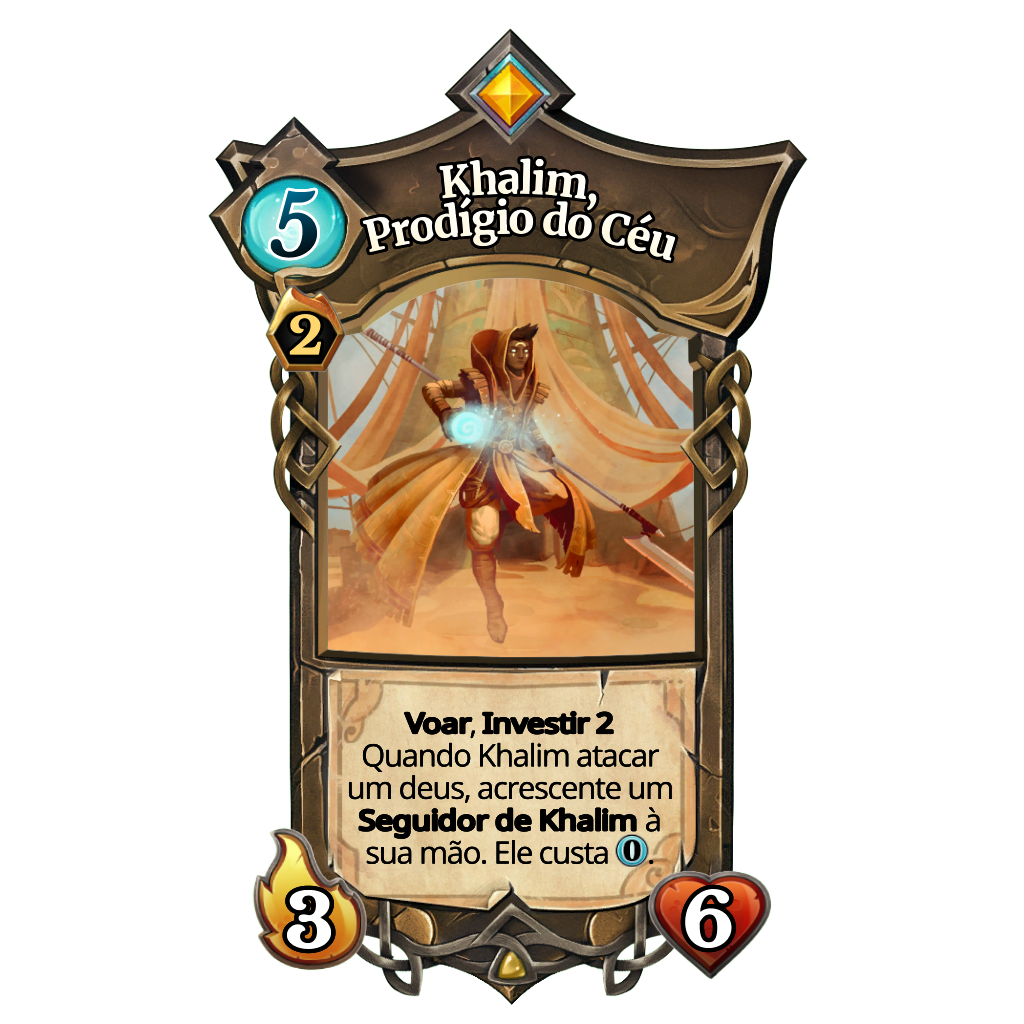 5
Khalim,
Prodígio do Céu
2
Voar, Investir 2
Quando Khalim atacar
um deus, acrescente um
Seguidor de Khalim à
sua mão. Ele custa 0.
3
6